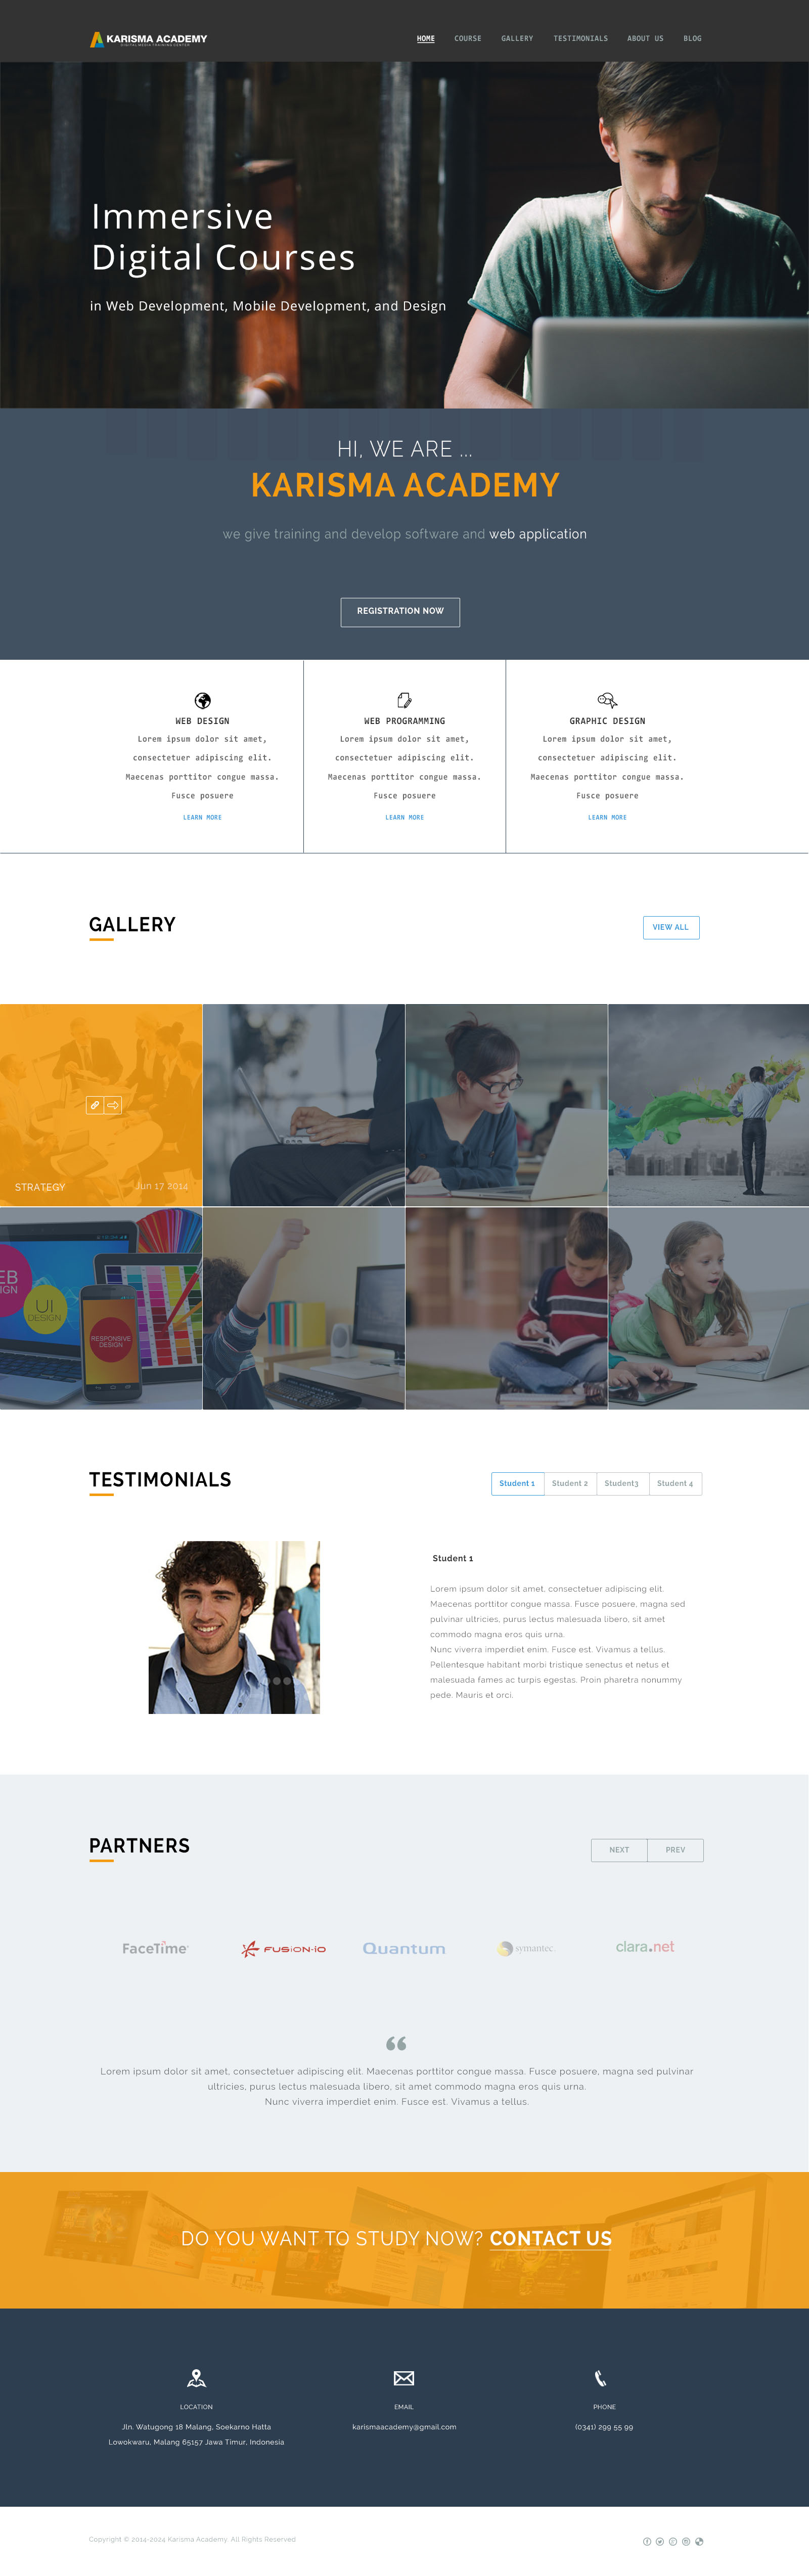 KARISMA ACADEMY
DIGITAL MEDIA TRAINING CENTER
HOME
COURSE
GALLERY
TESTIMONIALS
ABOUT US
BLOG
Immersive
Digital Courses
in Web Development, Mobile Development, and Design
HI, WE ARE ...
KARISMA ACADEMY
we give training and develop software and web application
REGISTRATION NOW
WEB DESIGN
Lorem ipsum dolor sit amet,
consectetuer adipiscing elit.
Maecenas porttitor congue massa.
Fusce posuere
LEARN MORE
WEB PROGRAMMING
Lorem ipsum dolor sit amet,
consectetuer adipiscing elit.
Maecenas porttitor congue massa.
Fusce posuere
LEARN MORE
GRAPHIC DESIGN
Lorem ipsum dolor sit amet,
consectetuer adipiscing elit.
Maecenas porttitor congue massa.
Fusce posuere
LEARN MORE
GALLERY
VIEW ALL
STRATEGY
Jun 17 2014
EB
IGN
UI
DESIGN
RESPONSIVE
DESIGN
TESTIMONIALS
Student 1
Student 2
Student3
Student 4
Student 1
Lorem ipsum dolor sit amet, consectetuer adipiscing elit.
Maecenas porttitor congue massa. Fusce posuere, magna sed
pulvinar ultricies, purus lectus malesuada libero, sit amet
commodo magna eros quis urna.
Nunc viverra imperdiet enim. Fusce est. Vivamus a tellus.
Pellentesque habitant morbi tristique senectus et netus et
malesuada fames ac turpis egestas. Proin pharetra nonummy
pede. Mauris et orci.
PARTNERS
NEXT
PREV
FaceTime
FUSiON-iO
Quantum
symantec.
clara.net
“
Lorem ipsum dolor sit amet, consectetuer adipiscing elit. Maecenas porttitor congue massa. Fusce posuere, magna sed pulvinar
ultricies, purus lectus malesuada libero, sit amet commodo magna eros quis urna.
Nunc viverra imperdiet enim. Fusce est. Vivamus a tellus.
DO YOU WANT TO STUDY NOW? CONTACT US
LOCATION
Jln. Watugong 18 Malang, Soekarno Hatta
Lowokwaru, Malang 65157 Jawa Timur, Indonesia
EMAIL
karismaacademy@gmail.com
PHONE
(0341) 299 55 99
Copyright © 2014-2024 Karisma Academy. All Rights Reserved